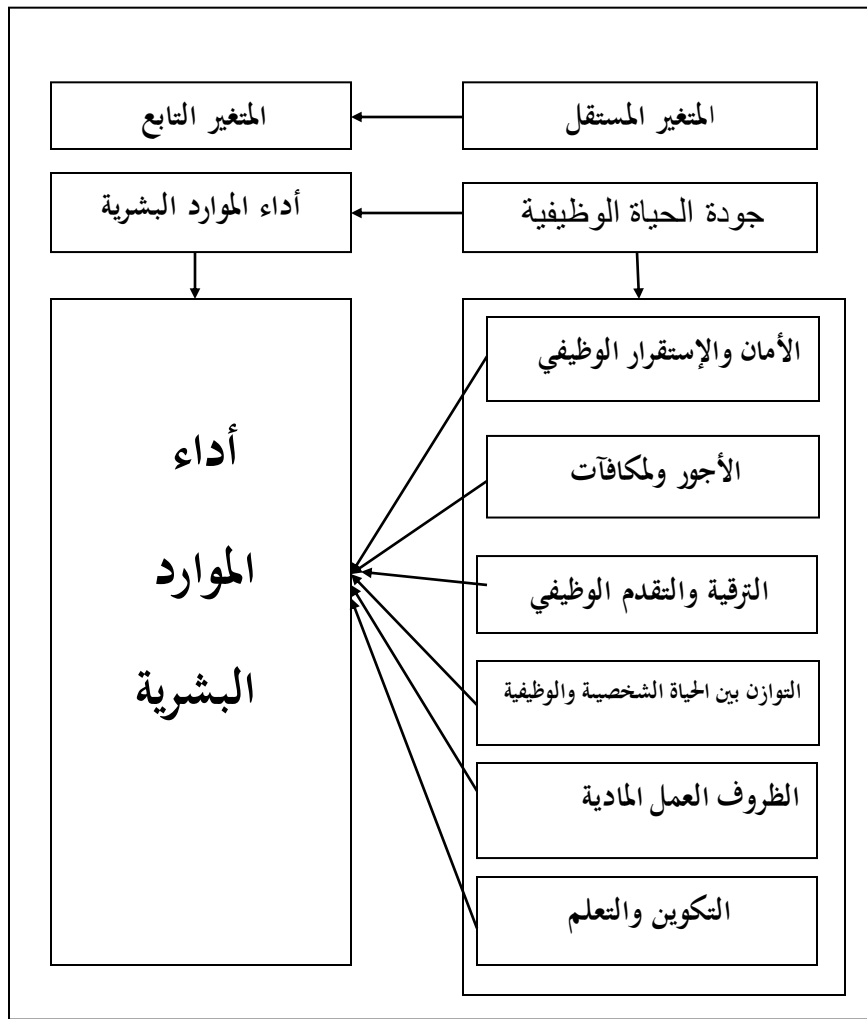 المتغير المستقل
المتغير التابع
جودة الحياة الوظيفية
أداء الموارد البشرية
الأمان والإستقرار الوظيفي
الأجور ولمكافآت
الترقية والتقدم الوظيفي
التوازن بين الحياة الشخصية والوظيفية
الظروف العمل المادية
التكوين والتعلم
أداء
الموارد
البشرية